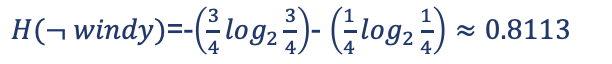 H(¬ windy)=-(3/4 log₂ 3/4)- (1/4 log₂ 1/4) ≈ 0.8113